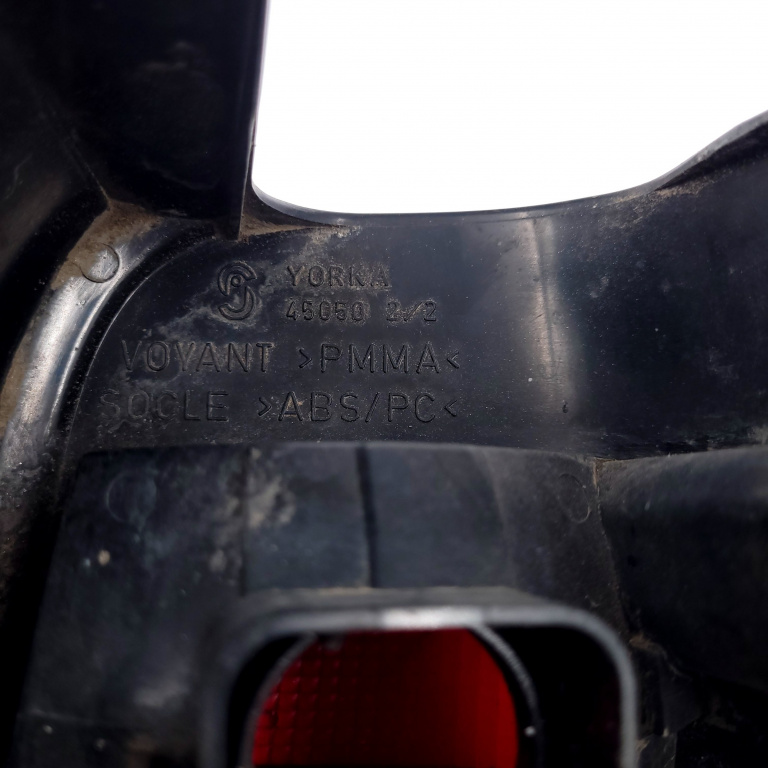 YORKA
45050 2/2
VOYANT >PMMA<
SOCLE >ABS/PC<